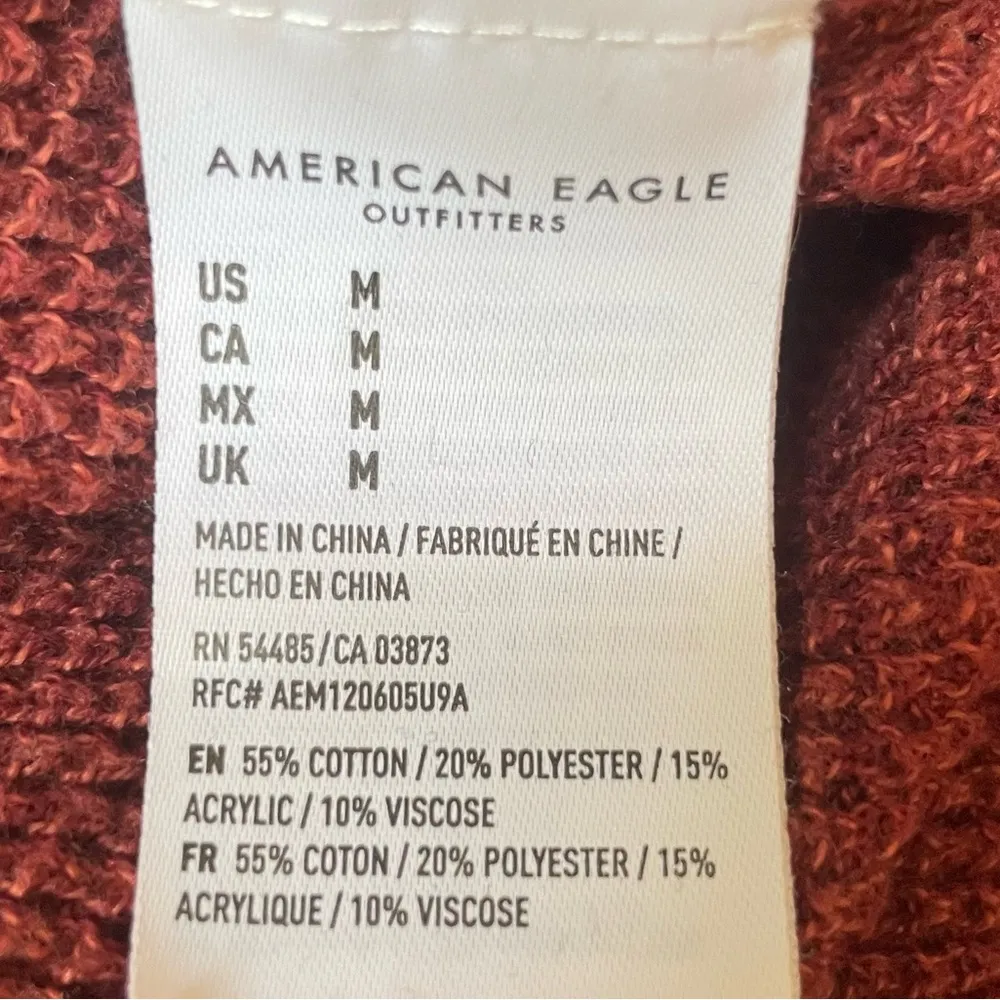 AMERICAN EAGLE
OUTFITTERS
US M
CA M
MX M
UK M
MADE IN CHINA / FABRIQUÉ EN CHINE /
HECHO EN CHINA
RN 54485/CA 03873
RFC# AEM120605U9A
EN 55% COTTON / 20% POLYESTER / 15%
ACRYLIC / 10% VISCOSE
FR 55% COTON / 20% POLYESTER / 15%
ACRYLIQUE / 10% VISCOSE